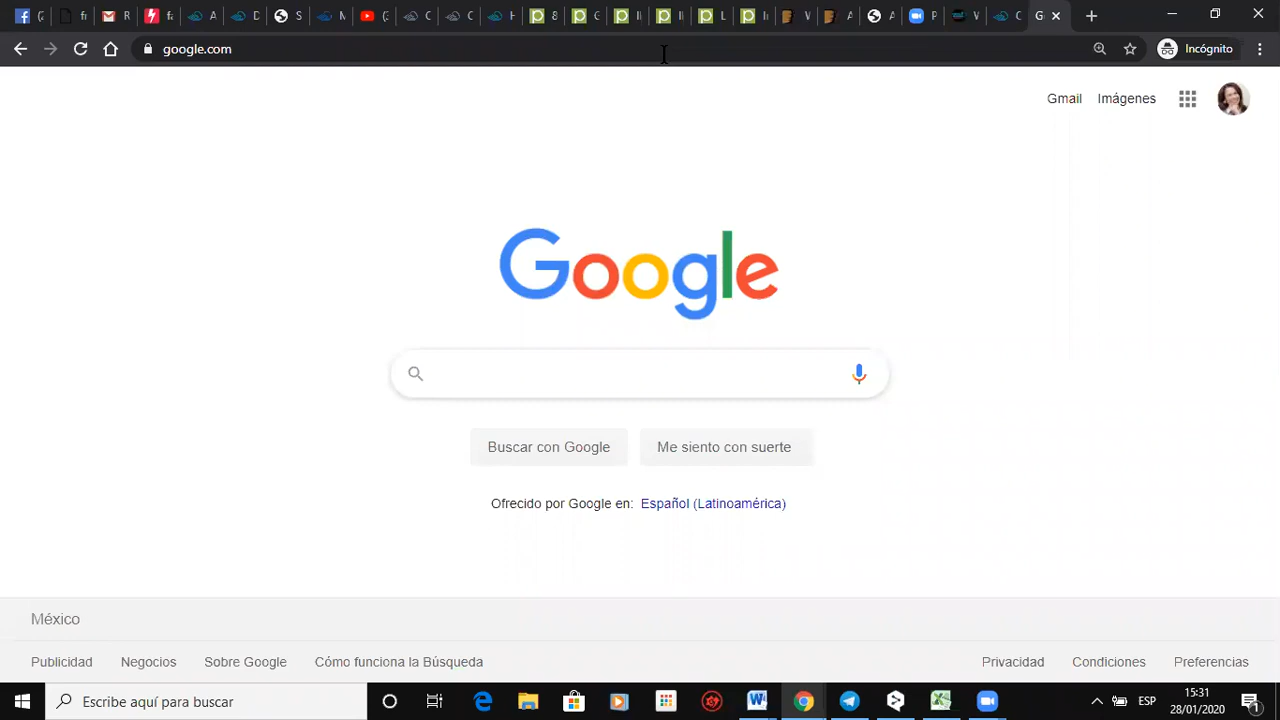 google.com
Incógnito
Gmail
Imágenes
Google
Buscar con Google
Me siento con suerte
Ofrecido por Google en: Español (Latinoamérica)
México
Publicidad
Negocios
Sobre Google
Cómo funciona la Búsqueda
Privacidad
Condiciones
Preferencias
Escribe aquí para buscar
ESP
15:31
28/01/2020